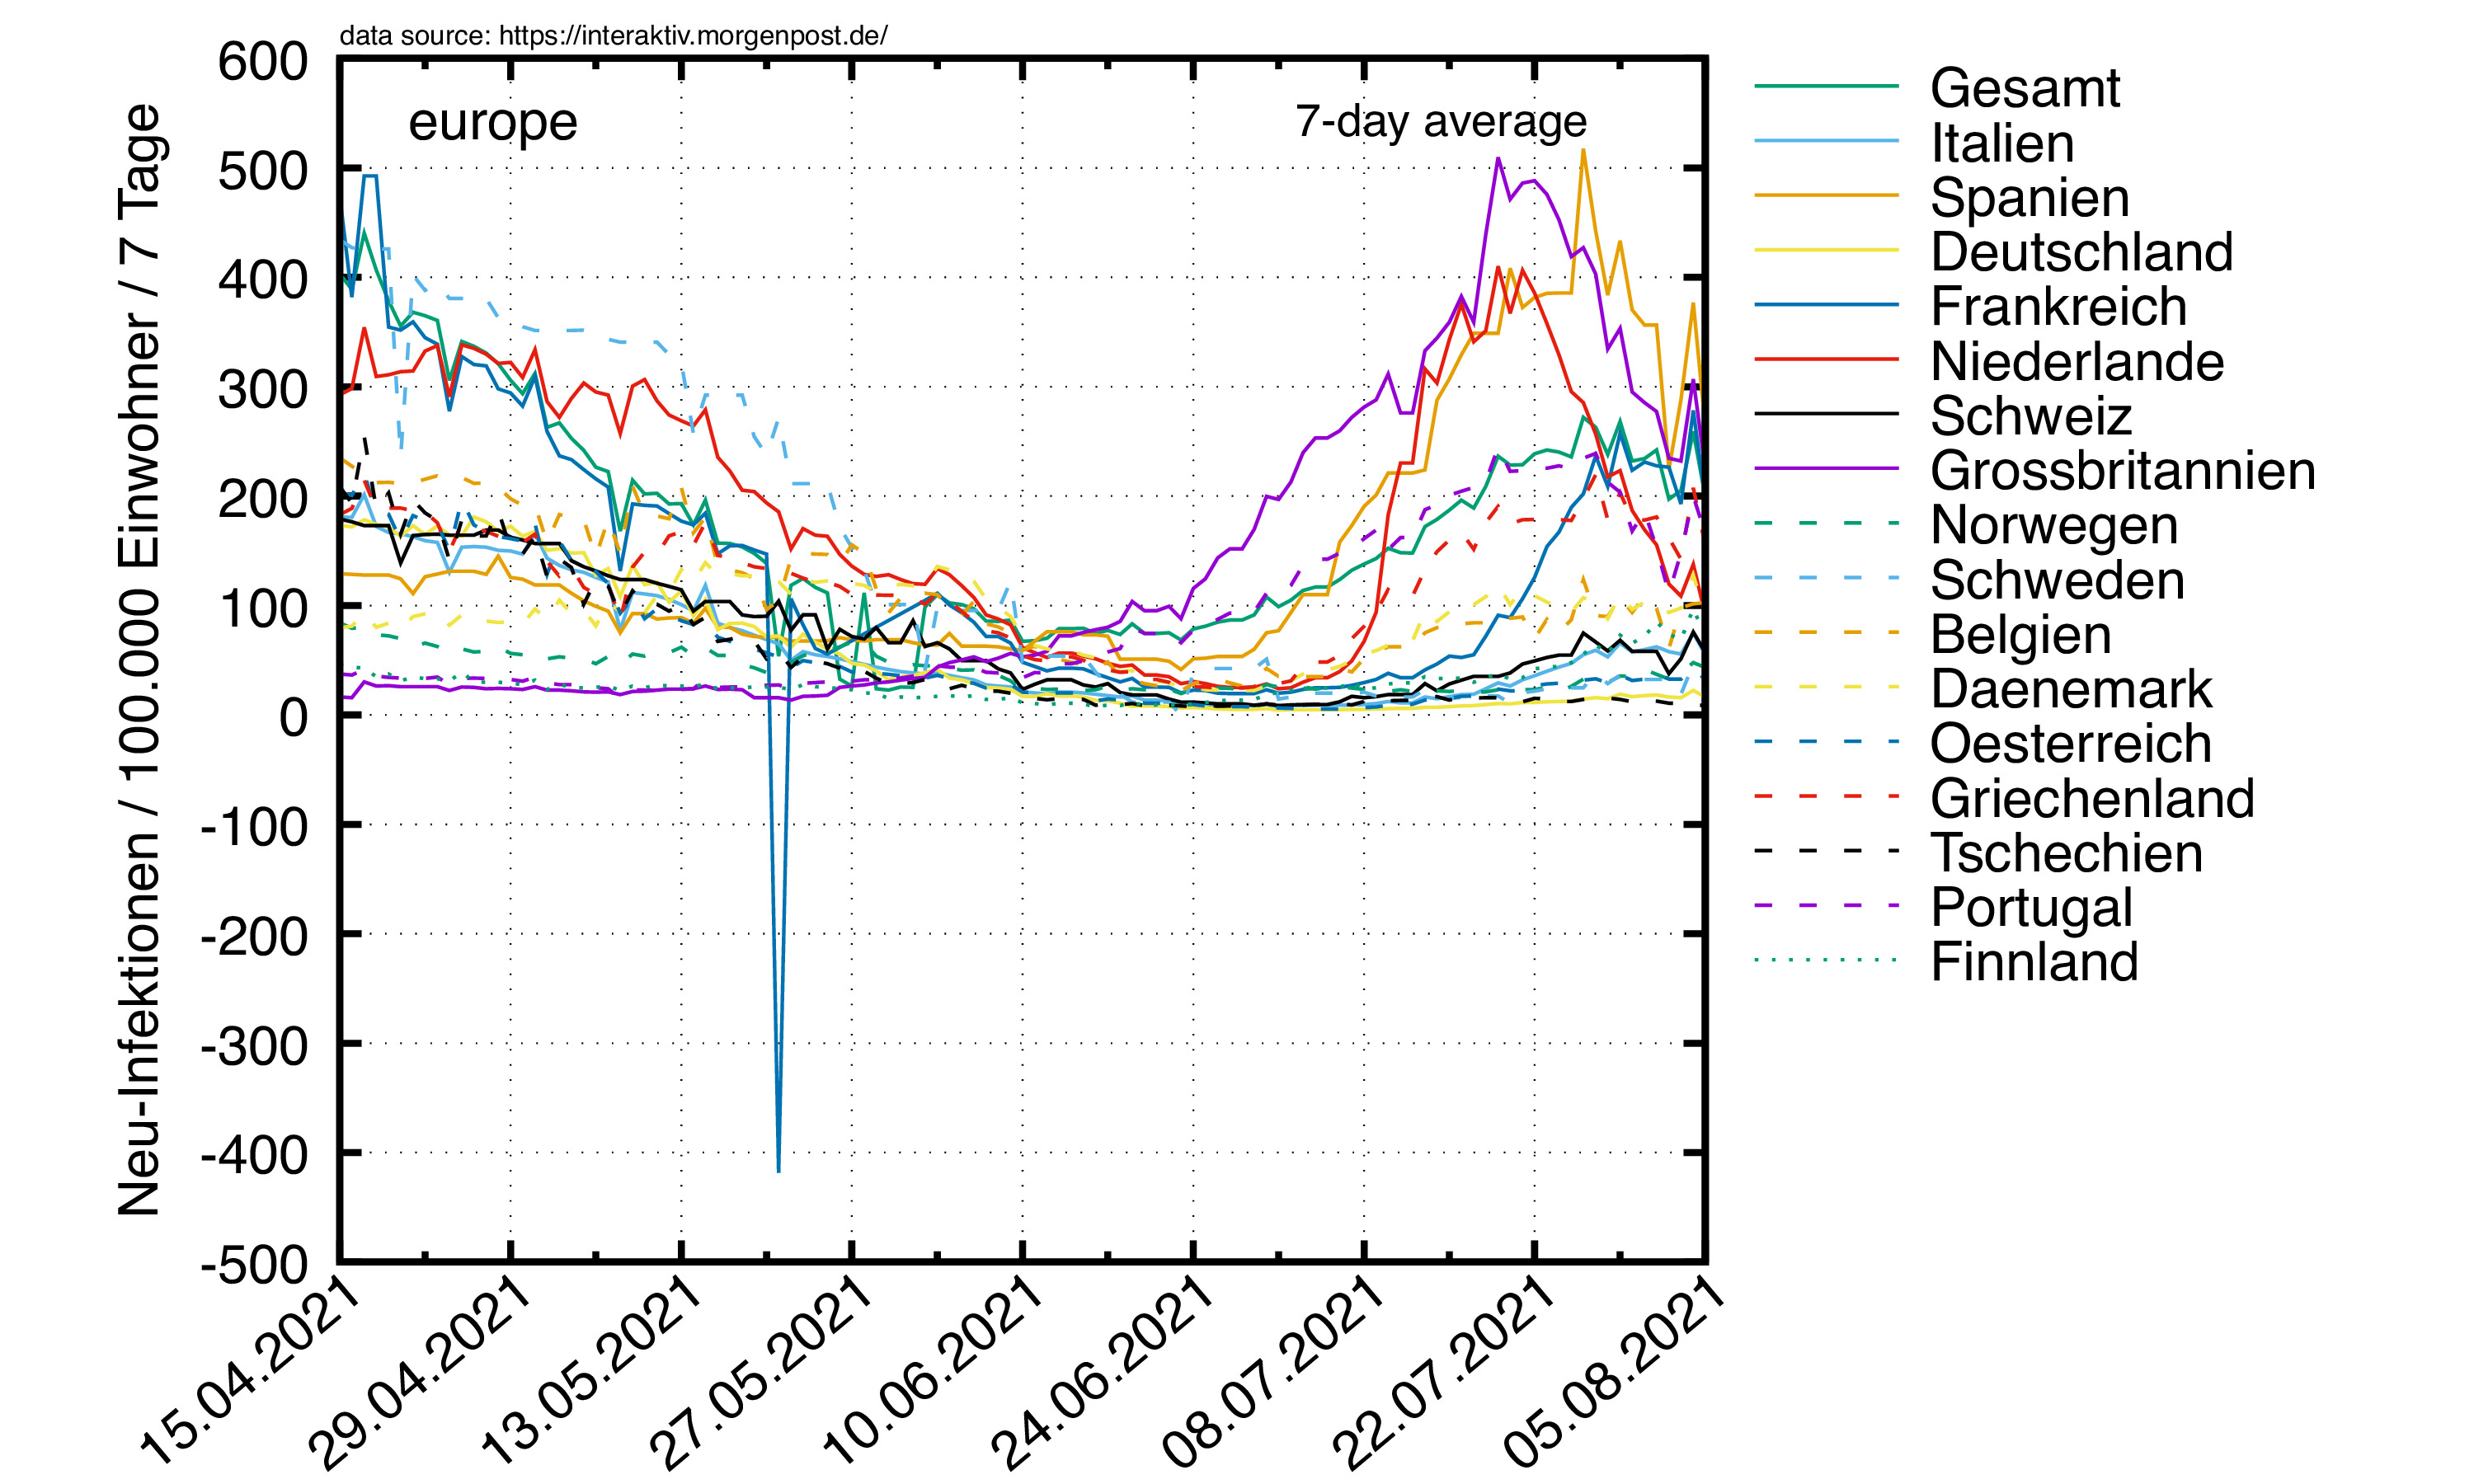 data source: https://interaktiv.morgenpost.de/
europe
7-day average
Neu-Infektionen / 100.000 Einwohner / 7 Tage
600
500
400
300
200
100
0
-100
-200
-300
-400
-500
15.04.2021
29.04.2021
13.05.2021
27.05.2021
10.06.2021
24.06.2021
08.07.2021
22.07.2021
05.08.2021
Gesamt
Italien
Spanien
Deutschland
Frankreich
Niederlande
Schweiz
Grossbritannien
Norwegen
Schweden
Belgien
Daenemark
Oesterreich
Griechenland
Tschechien
Portugal
Finnland